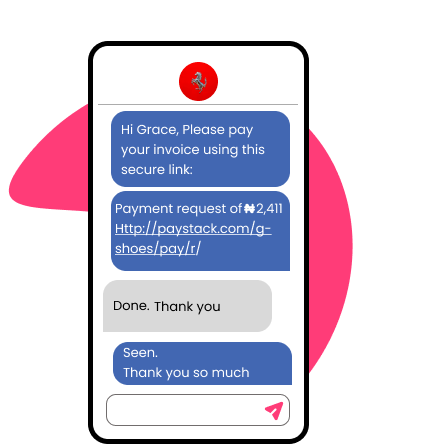 Hi Grace, Please pay
your invoice using this
secure link:
Payment request of ₦2,411
Http://paystack.com/g-
shoes/pay/r/
Done. Thank you
Seen.
Thank you so much